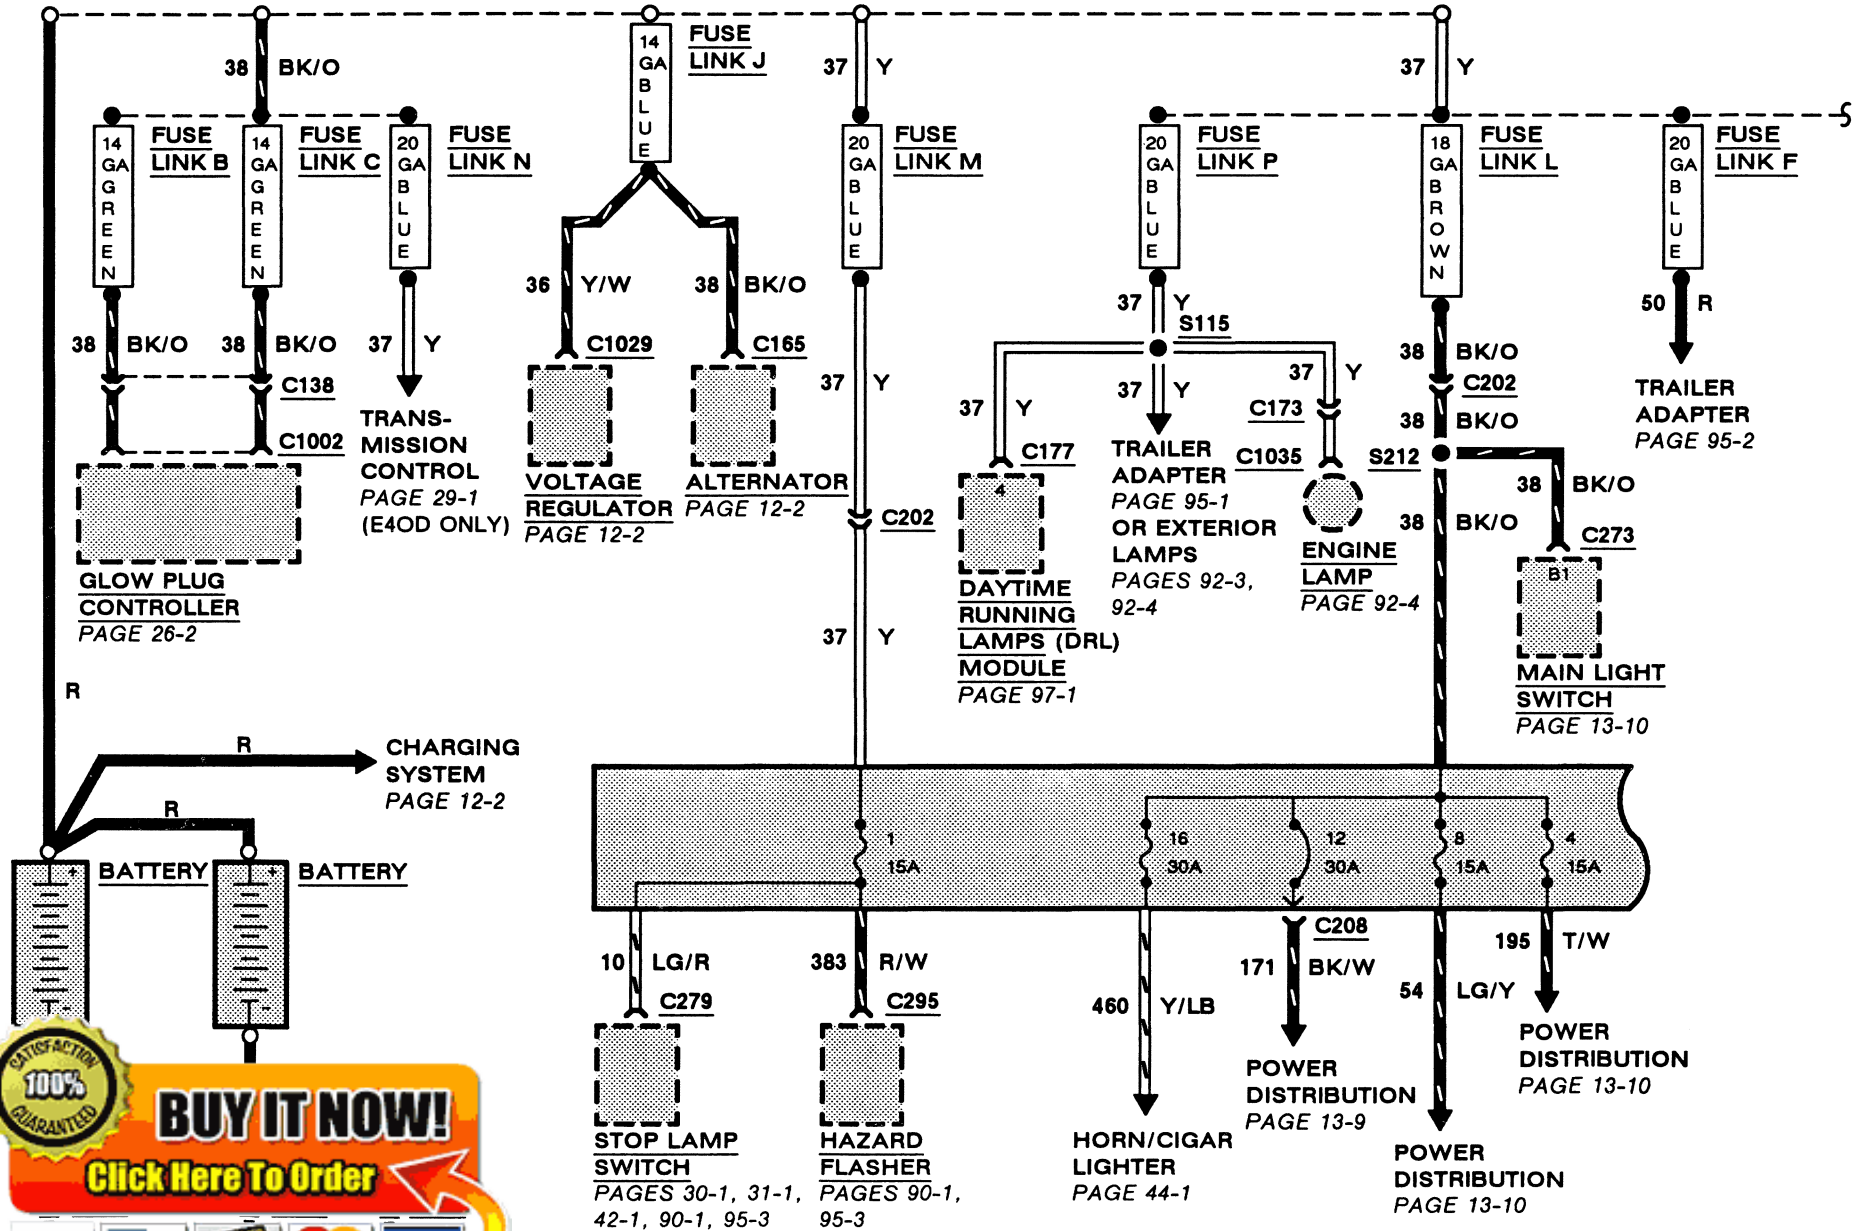 38 BK/O
FUSE
LINK J
14
GA
BLUE
37 Y
37 Y
14
GA
GREEN
FUSE
LINK B
14
GA
GREEN
FUSE
LINK C
20
GA
BLUE
FUSE
LINK N
20
GA
BLUE
FUSE
LINK M
20
GA
BLUE
FUSE
LINK P
18
GA
BROWN
FUSE
LINK L
20
GA
BLUE
FUSE
LINK F
38 BK/O
38 BK/O
37 Y
C138
C1002
GLOW PLUG
CONTROLLER
PAGE 26-2
TRANS-
MISSION
CONTROL
PAGE 29-1
(E4OD ONLY)
36 Y/W
38 BK/O
C1029
C165
VOLTAGE
REGULATOR
PAGE 12-2
ALTERNATOR
PAGE 12-2
37 Y
C202
37 Y
37 Y
S115
37 Y
37 Y
37 Y
C173
C177
C1035
4
DAYTIME
RUNNING
LAMPS (DRL)
MODULE
PAGE 97-1
TRAILER
ADAPTER
PAGE 95-1
OR EXTERIOR
LAMPS
PAGES 92-3,
92-4
ENGINE
LAMP
PAGE 92-4
38 BK/O
C202
38 BK/O
S212
38 BK/O
38 BK/O
C273
B1
MAIN LIGHT
SWITCH
PAGE 13-10
50 R
TRAILER
ADAPTER
PAGE 95-2
R
R
CHARGING
SYSTEM
PAGE 12-2
R
+
BATTERY
+
BATTERY
-
-
1
15A
16
30A
12
30A
8
15A
4
15A
10 LG/R
C279
STOP LAMP
SWITCH
PAGES 30-1, 31-1,
42-1, 90-1, 95-3
383 R/W
C295
HAZARD
FLASHER
PAGES 90-1,
95-3
460 Y/LB
HORN/CIGAR
LIGHTER
PAGE 44-1
C208
171 BK/W
POWER
DISTRIBUTION
PAGE 13-9
54 LG/Y
POWER
DISTRIBUTION
PAGE 13-10
195 T/W
POWER
DISTRIBUTION
PAGE 13-10
SATISFACTION
100%
GUARANTEED
BUY IT NOW!
Click Here To Order